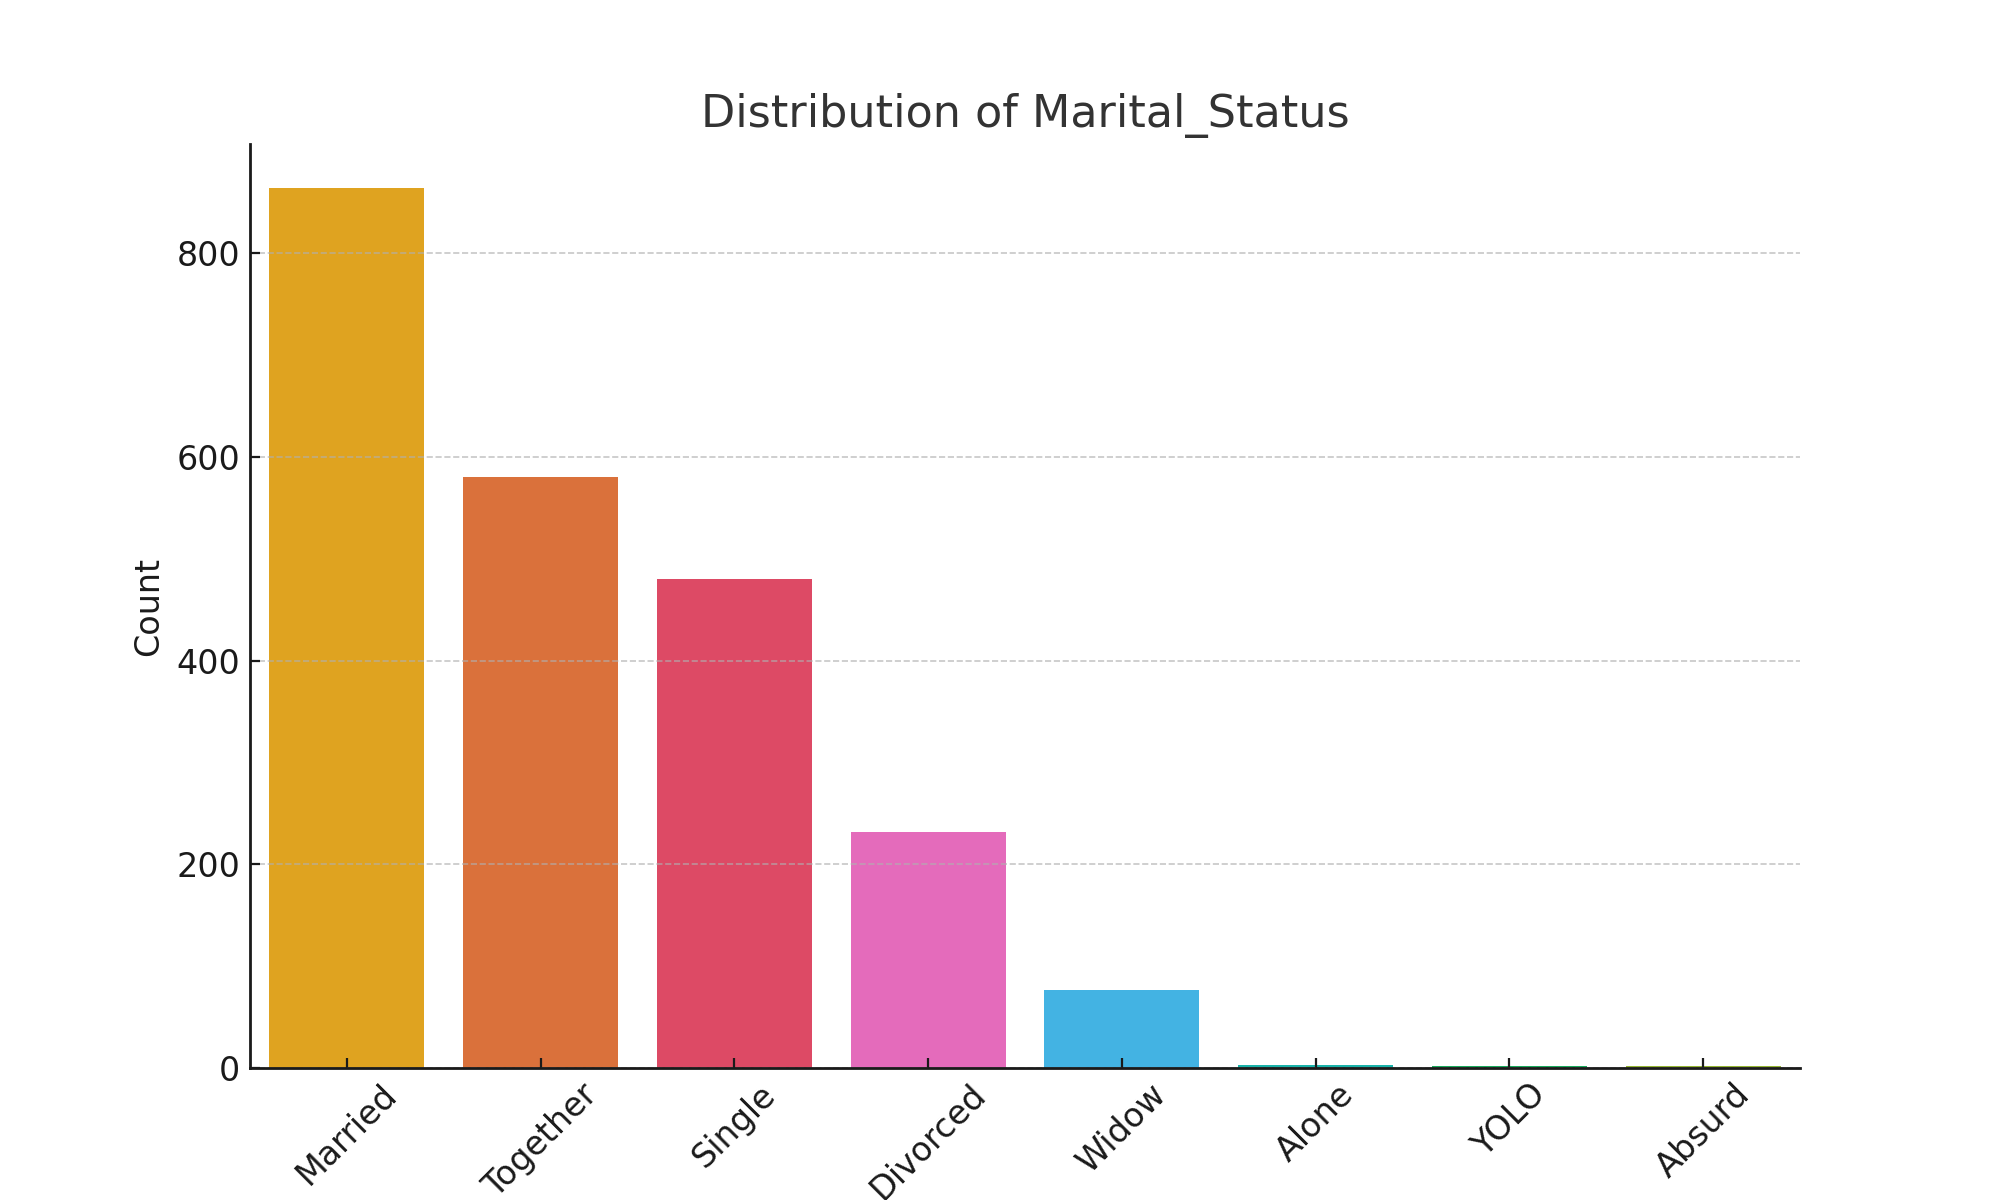 Distribution of Marital_Status
800
600
400
200
0
Count
Married
Together
Single
Divorced
Widow
Alone
YOLO
Absurd